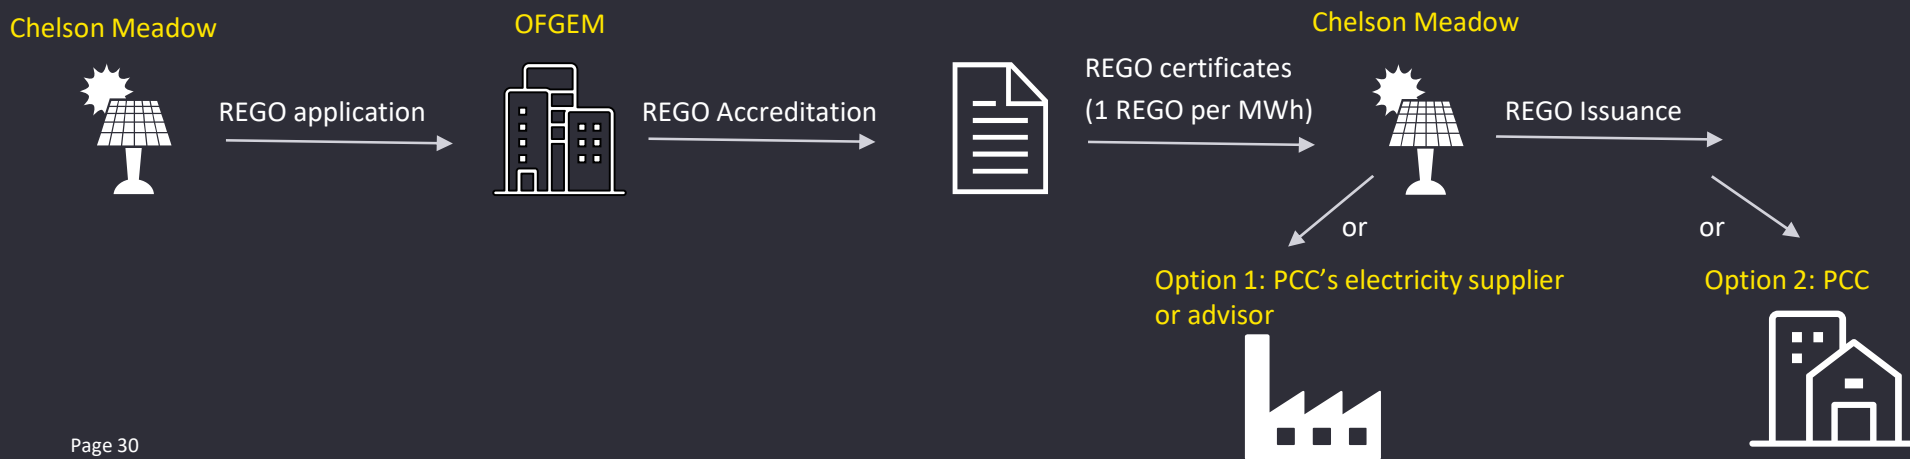 Chelson Meadow
OFGEM
Chelson Meadow
REGO application
REGO Accreditation
REGO certificates
(1 REGO per MWh)
REGO Issuance
or
or
Option 1: PCC's electricity supplier
or advisor
Option 2: PCC
Page 30